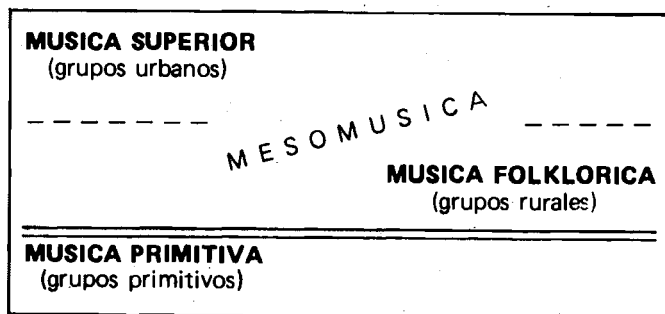 MUSICA SUPERIOR
(grupos urbanos)
MESOMUSICA
MUSICA FOLKLORICA
(grupos rurales)
MUSICA PRIMITIVA
(grupos primitivos)